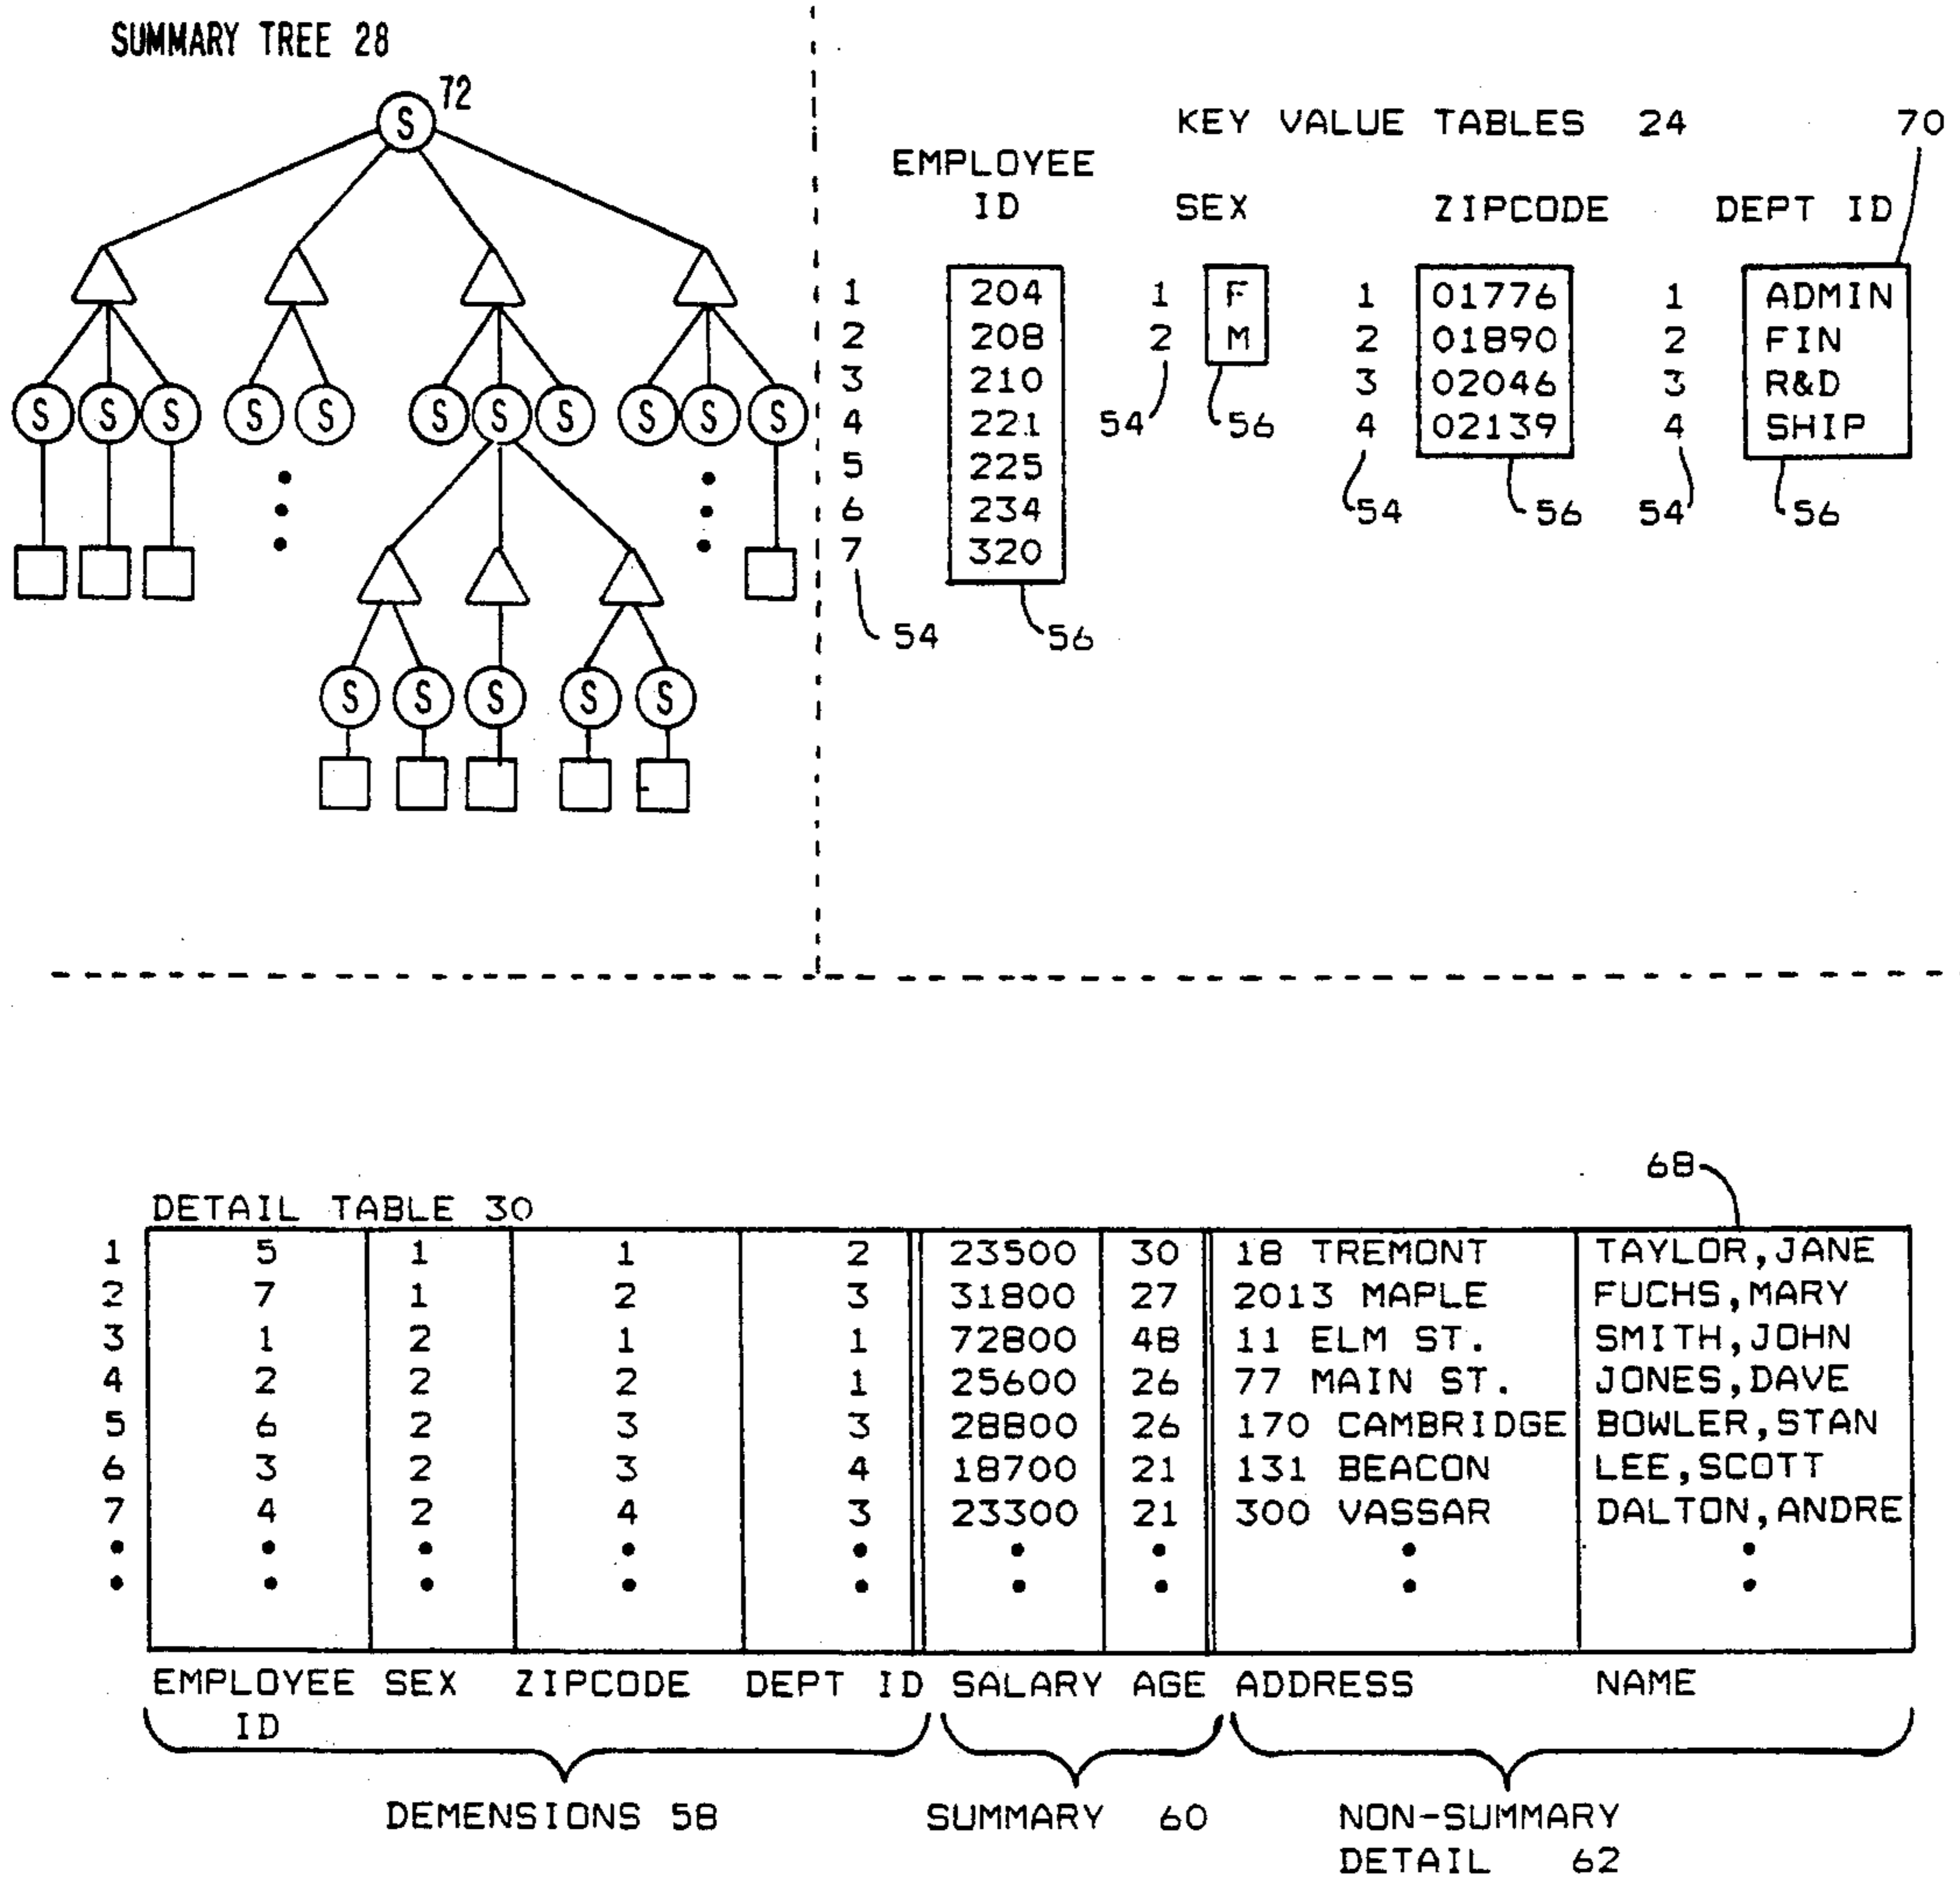 SUMMARY TREE 28
72
S
S S S S S S S S S S S
S S S S S
KEY VALUE TABLES 24 70
EMPLOYEE
ID SEX ZIPCODE DEPT ID
1 204 1 F 1 01776 1 ADMIN
2 208 2 M 2 01890 2 FIN
3 210 3 02046 3 R&D
4 221 54 56 4 02139 4 SHIP
5 225
6 234 54 56 54 56
7 320
54 56
68
DETAIL TABLE 30
1 5 1 1 2 23500 30 18 TREMONT TAYLOR,JANE
2 7 1 2 3 31800 27 2013 MAPLE FUCHS,MARY
3 1 2 1 1 72800 48 11 ELM ST. SMITH,JOHN
4 2 2 2 1 25600 26 77 MAIN ST. JONES,DAVE
5 6 2 3 3 28800 26 170 CAMBRIDGE BOWLER,STAN
6 3 2 3 4 18700 21 131 BEACON LEE,SCOTT
7 4 2 4 3 23300 21 300 VASSAR DALTON,ANDRE
EMPLOYEE SEX ZIPCODE DEPT ID SALARY AGE ADDRESS NAME
ID
DEMENSIONS 58 SUMMARY 60 NON-SUMMARY
DETAIL 62